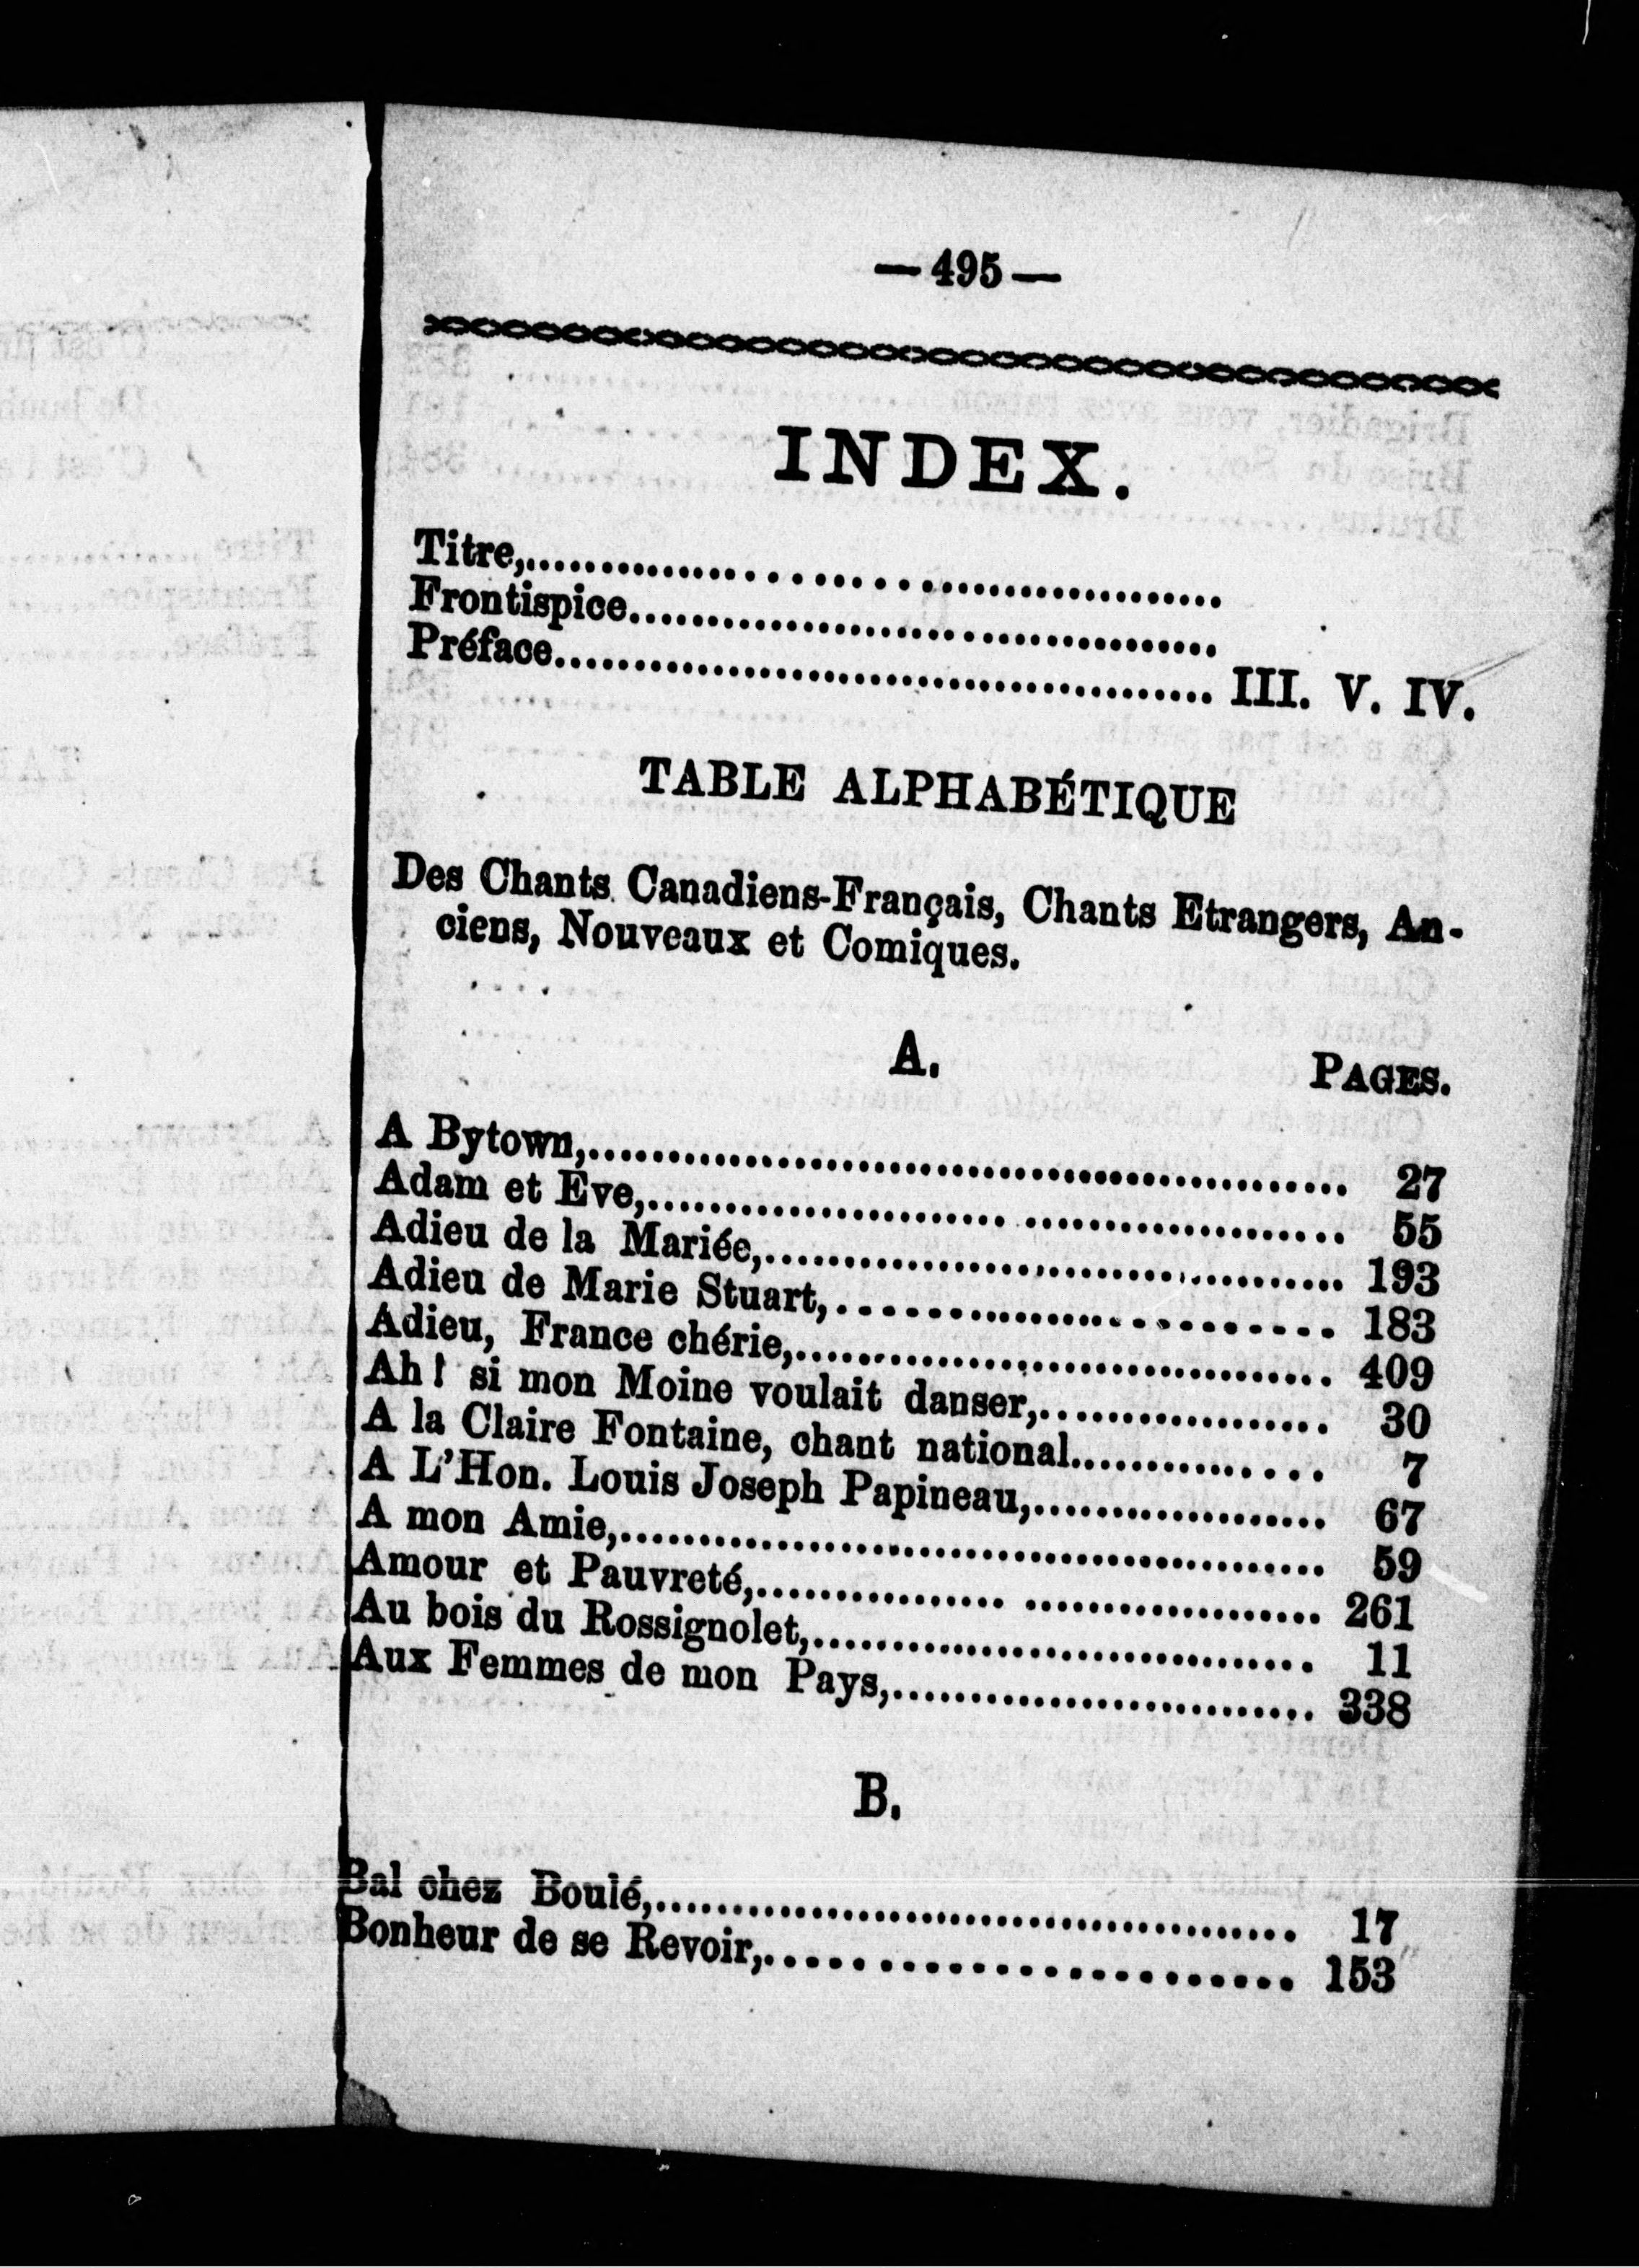 — 495 —
INDEX.
Titre,.............................................
Frontispice.......................................
Préface.......................................... III. V. IV.
TABLE ALPHABÉTIQUE
Des Chants Canadiens-Français, Chants Etrangers, An-
ciens, Nouveaux et Comiques.
A.
PAGES.
A Bytown,................................................ 27
Adam et Eve,............................................ 55
Adieu de la Mariée,..................................... 193
Adieu de Marie Stuart,................................ 183
Adieu, France chérie,.................................. 409
Ah! si mon Moine voulait danser,.................. 30
A la Claire Fontaine, chant national................ 7
A L'Hon. Louis Joseph Papineau,................... 67
A mon Amie,............................................. 59
Amour et Pauvreté,.................................... 261
Au bois du Rossignolet,................................ 11
Aux Femmes de mon Pays,........................... 338
B.
Bal chez Boulé,......................................... 17
Bonheur de se Revoir,......................... 153